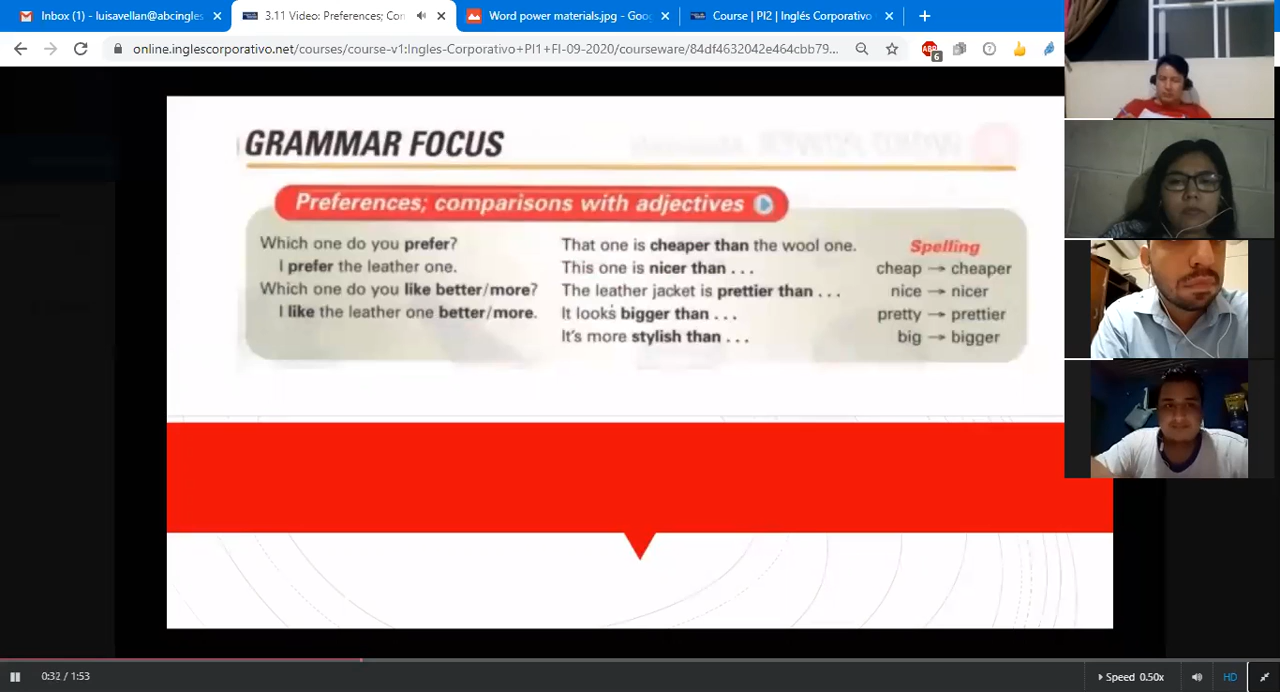 Inbox (1) - luisavellan@abcingles
3.11 Video: Preferences; Cor
Word power materials.jpg - Goo
Course | PI2 | Inglés Corporativo
online.inglescorporativo.net/courses/course-v1:Ingles-Corporativo+PI1+FI-09-2020/courseware/84df4632042e464cbb79...
ABP
6
GRAMMAR FOCUS
WORD POWER Materials
Preferences; comparisons with adjectives
Which one do you prefer?
I prefer the leather one.
Which one do you like better/more?
I like the leather one better/more.
That one is cheaper than the wool one.
This one is nicer than . . .
The leather jacket is prettier than . . .
It looks bigger than . . .
It's more stylish than . . .
Spelling
cheap → cheaper
nice → nicer
pretty → prettier
big → bigger
0:32 / 1:53
Speed 0.50x
HD